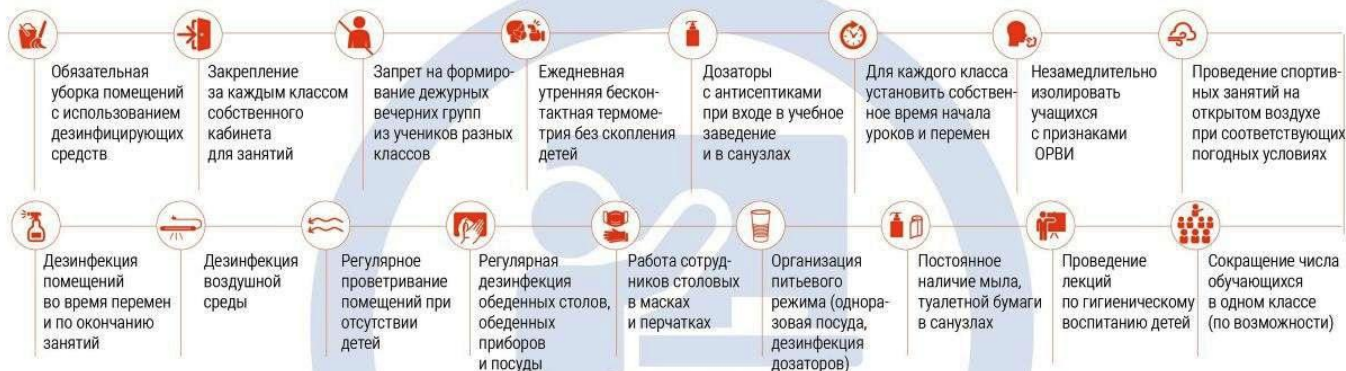 Обязательная
уборка помещений
с использованием
дезинфицирующих
средств
Закрепление
за каждым классом
собственного
кабинета
для занятий
Запрет на формиро-
вание дежурных
вечерних групп
из учеников разных
классов
Ежедневная
утренняя бескон-
тактная термоме-
трия без скопления
детей
Дозаторы
с антисептиками
при входе в учебное
заведение
и в санузлах
Для каждого класса
установить собствен-
ное время начала
уроков и перемен
Незамедлительно
изолировать
учащихся
с признаками
ОРВИ
Проведение спортив-
ных занятий на
открытом воздухе
при соответствующих
погодных условиях
Дезинфекция
помещений
во время перемен
и по окончанию
занятий
Дезинфекция
воздушной
среды
Регулярное
проветривание
помещений при
отсутствии
детей
Регулярная
дезинфекция
обеденных столов,
обеденных
приборов
и посуды
Работа сотруд-
ников столовых
в масках
и перчатках
Организация
питьевого
режима (однора-
зовая посуда,
дезинфекция
дозаторов)
Постоянное
наличие мыла,
туалетной бумаги
в санузлах
Проведение
лекций
по гигиеническому
воспитанию детей
Сокращение числа
обучающихся
в одном классе
(по возможности)